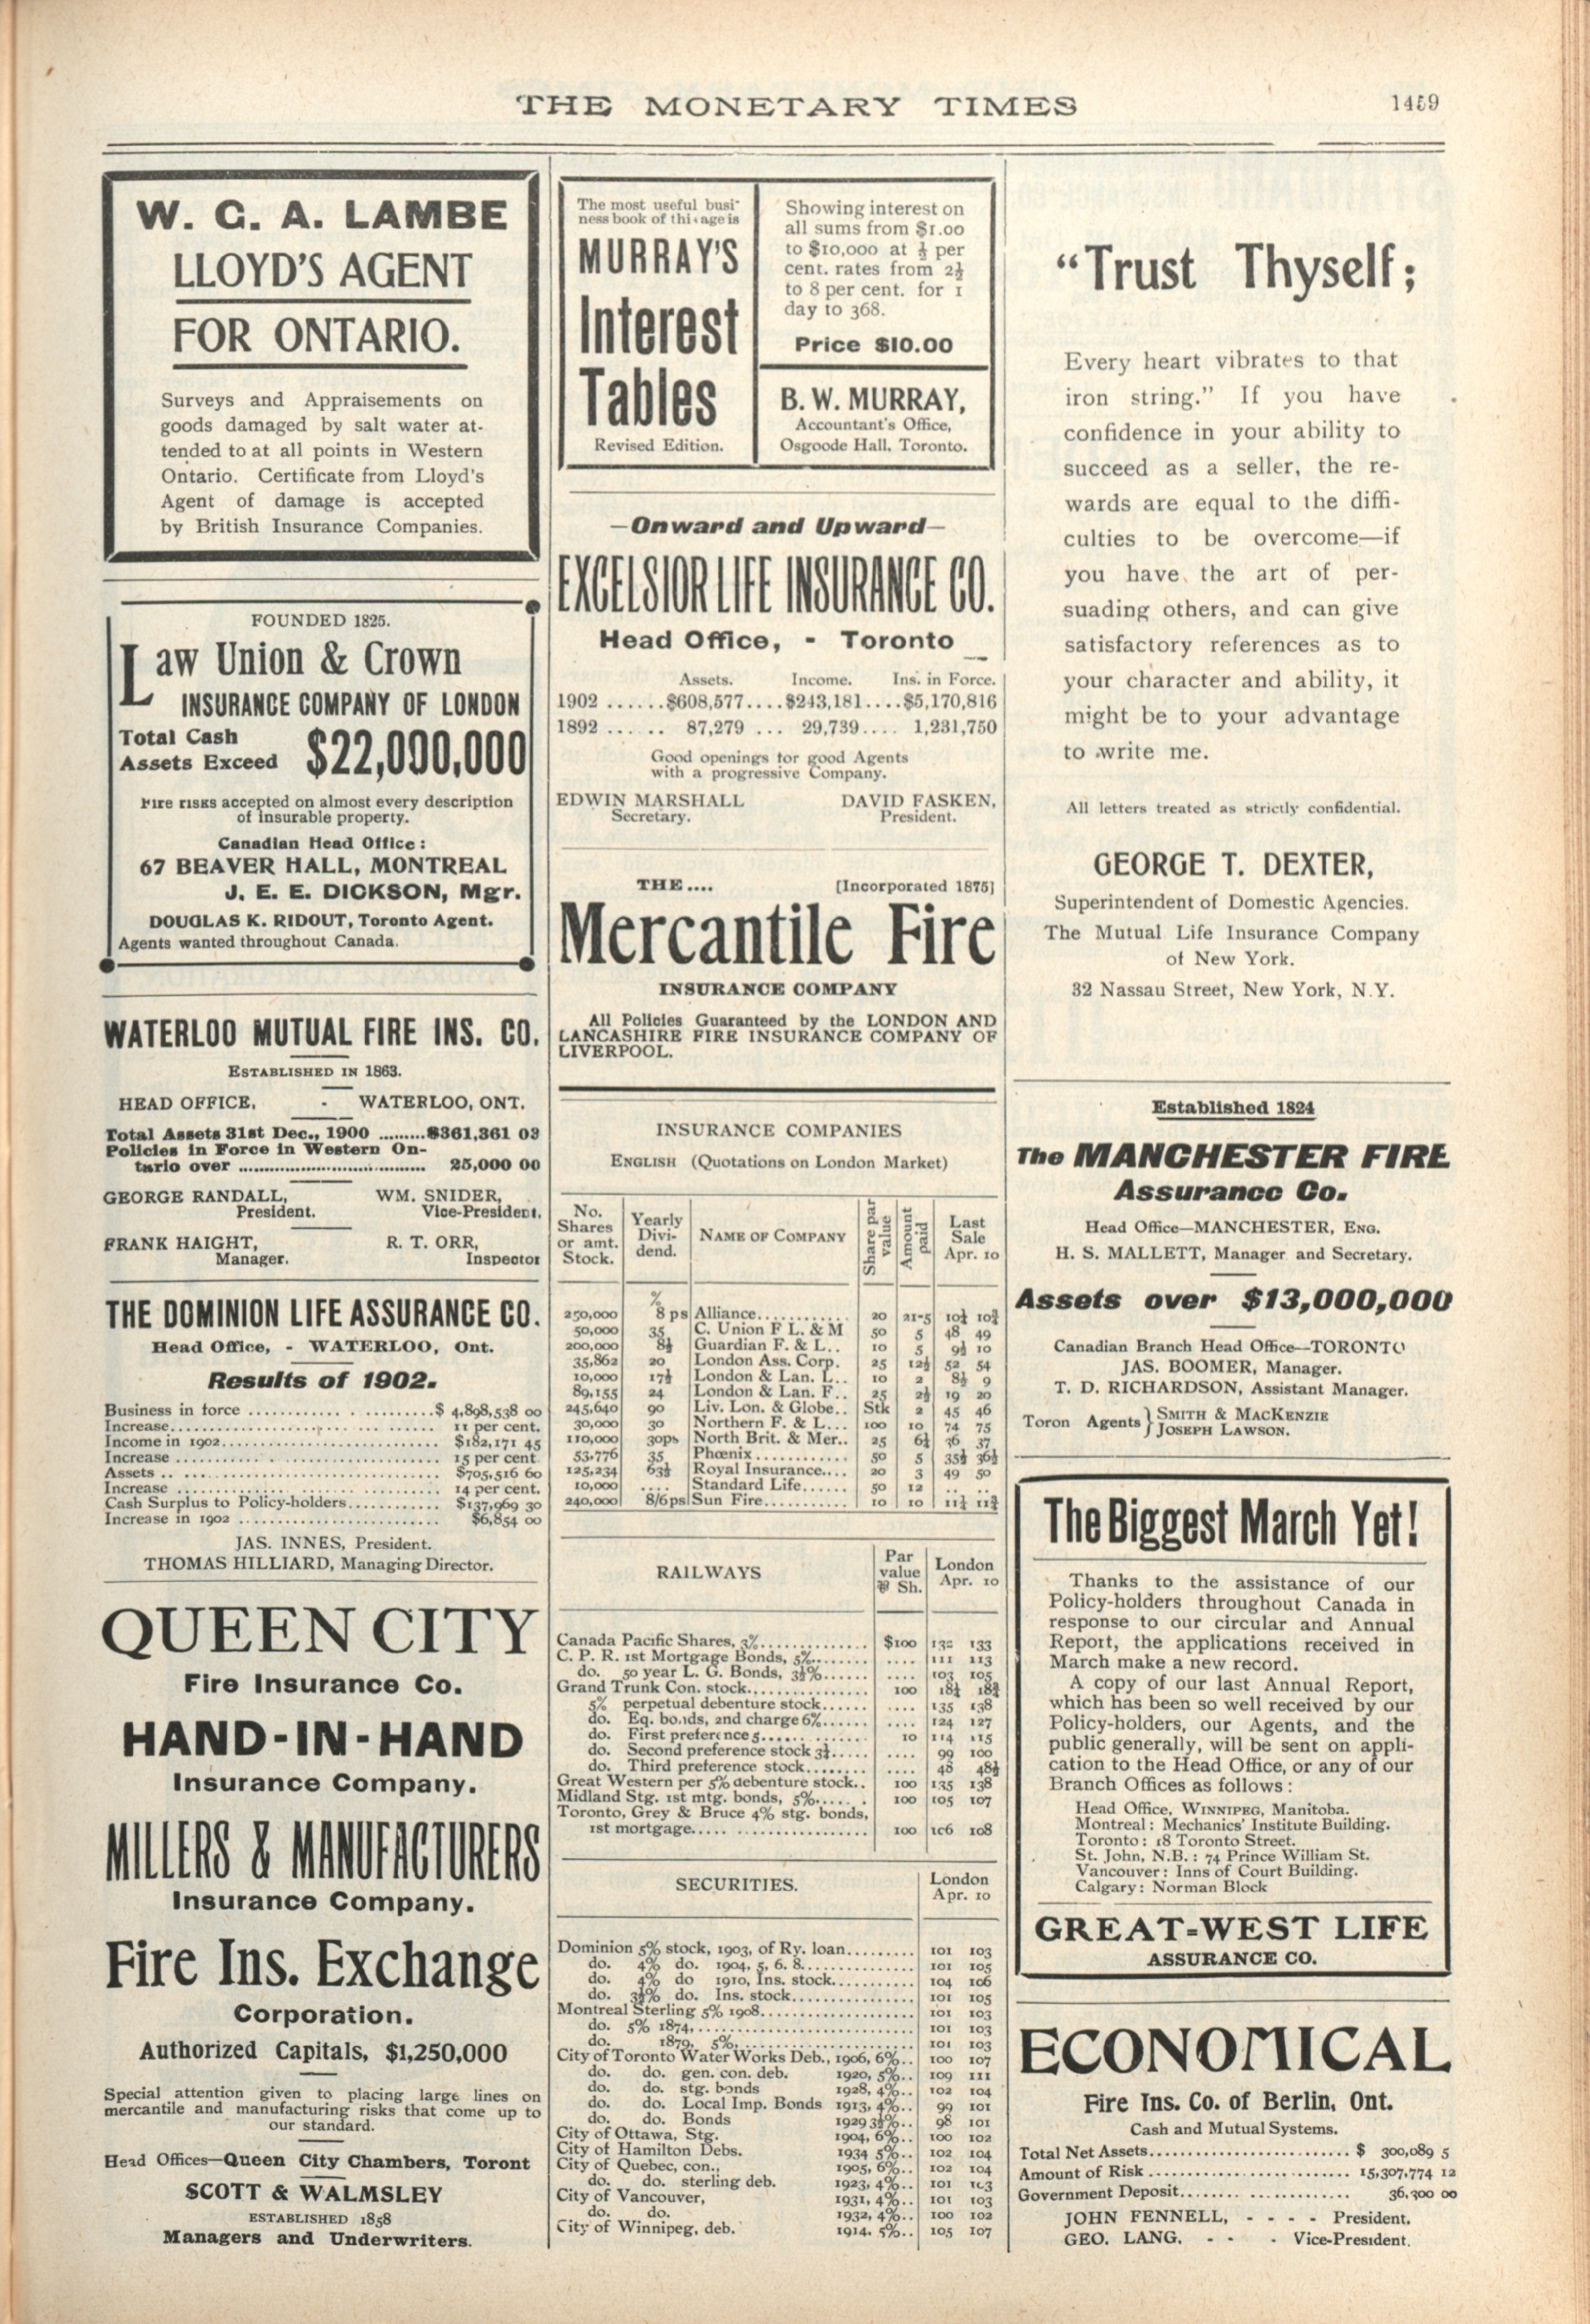 THE MONETARY TIMES
1459
W. G. A. LAMBE
LLOYD'S AGENT
FOR ONTARIO.
Surveys and Appraisements on
goods damaged by salt water at-
tended to at all points in Western
Ontario. Certificate from Lloyd's
Agent of damage is accepted
by British Insurance Companies.
FOUNDED 1825.
Law Union & Crown
INSURANCE COMPANY OF LONDON
Total Cash
Assets Exceed $22,000,000
Fire risks accepted on almost every description
of insurable property.
Canadian Head Office:
67 BEAVER HALL, MONTREAL
J. E. E. DICKSON, Mgr.
DOUGLAS K. RIDOUT, Toronto Agent.
Agents wanted throughout Canada.
WATERLOO MUTUAL FIRE INS. CO.
ESTABLISHED IN 1863.
HEAD OFFICE, - WATERLOO, ONT.
Total Assets 31st Dec., 1900 .........$361,361 03
Policies in Force in Western On-
tario over .......... 25,000 00
GEORGE RANDALL, WM. SNIDER,
President. Vice-President.
FRANK HAIGHT, R. T. ORR,
Manager. Inspector
THE DOMINION LIFE ASSURANCE CO.
Head Office, - WATERLOO, Ont.
Results of 1902.
Business in force ..........$ 4,898,538 00
Increase.......... 11 per cent.
Income in 1902.......... $182,171 45
Increase .......... 15 per cent
Assets .......... $705,516 60
Increase .......... 14 per cent.
Cash Surplus to Policy-holders.......... $137,969 30
Increase in 1902 .......... $6,854 00
JAS. INNES, President.
THOMAS HILLIARD, Managing Director.
QUEEN CITY
Fire Insurance Co.
HAND-IN-HAND
Insurance Company.
MILLERS & MANUFACTURERS
Insurance Company.
Fire Ins. Exchange
Corporation.
Authorized Capitals, $1,250,000
Special attention given to placing large lines on
mercantile and manufacturing risks that come up to
our standard.
Head Offices—Queen City Chambers, Toront
SCOTT & WALMSLEY
ESTABLISHED 1858
Managers and Underwriters.
The most useful busi-
ness book of this age is
MURRAY'S
Interest
Tables
Revised Edition.
Showing interest on
all sums from $1.00
to $10,000 at ½ per
cent. rates from 2½
to 8 per cent. for 1
day to 368.
Price $10.00
B. W. MURRAY,
Accountant's Office,
Osgoode Hall, Toronto.
—Onward and Upward—
EXCELSIOR LIFE INSURANCE CO.
Head Office, - Toronto
Assets. Income. Ins. in Force.
1902 ......$608,577....$243,181....$5,170,816
1892 ...... 87,279 ... 29,739.... 1,231,750
Good openings for good Agents
with a progressive Company.
EDWIN MARSHALL DAVID FASKEN,
Secretary. President.
THE.... [Incorporated 1875]
Mercantile Fire
INSURANCE COMPANY
All Policies Guaranteed by the LONDON AND
LANCASHIRE FIRE INSURANCE COMPANY OF
LIVERPOOL.
INSURANCE COMPANIES
ENGLISH (Quotations on London Market)
No. Shares or amt. Stock. Yearly Divi-dend. NAME OF COMPANY Share par value Amount paid Last Sale Apr. 10
%
250,000 8 ps Alliance.......... 20 21-5 10¼ 10¾
50,000 35 C. Union F L. & M 50 5 48 49
200,000 8½ Guardian F. & L.. 10 5 9½ 10
35,862 20 London Ass. Corp. 25 12½ 52 54
10,000 17½ London & Lan. L.. 10 2 8½ 9
89,155 24 London & Lan. F.. 25 2½ 19 20
245,640 90 Liv. Lon. & Globe.. Stk 2 45 46
30,000 30 Northern F. & L... 100 10 74 75
110,000 30ps North Brit. & Mer.. 25 6¼ 36 37
53,776 35 Phœnix.......... 50 5 35½ 36½
125,234 63½ Royal Insurance.... 20 3 49 50
10,000 .... Standard Life...... 50 12 .. ..
240,000 8/6ps Sun Fire.......... 10 10 11¼ 11¾
RAILWAYS Par value ℔ Sh. London Apr. 10
Canada Pacific Shares, 3%.......... $100 132 133
C. P. R. 1st Mortgage Bonds, 5%........ .... 111 113
do. 50 year L. G. Bonds, 3½%...... .... 103 105
Grand Trunk Con. stock.......... 100 18¼ 18¾
5% perpetual debenture stock...... .... 135 138
do. Eq. bonds, 2nd charge 6%...... .... 124 127
do. First preference 5.......... 10 114 115
do. Second preference stock 3¾..... .... 99 100
do. Third preference stock........ .... 48 48½
Great Western per 5% debenture stock.. 100 135 138
Midland Stg. 1st mtg. bonds, 5%...... 100 105 107
Toronto, Grey & Bruce 4% stg. bonds,
1st mortgage.......... 100 106 108
SECURITIES. London Apr. 10
Dominion 5% stock, 1903, of Ry. loan......... 101 103
do. 4% do. 1904, 5. 6. 8.......... 101 105
do. 4% do 1910, Ins. stock.......... 104 106
do. 3½% do. Ins. stock.......... 101 105
Montreal Sterling 5% 1908.......... 101 103
do. 5% 1874, .......... 101 103
do. 1879, 5%, .......... 101 103
City of Toronto Water Works Deb., 1906, 6%.. 100 107
do. do. gen. con. deb. 1920, 5%.. 109 111
do. do. stg. bonds 1928, 4%.. 102 104
do. do. Local Imp. Bonds 1913, 4%.. 99 101
do. do. Bonds 1929 3½%.. 98 101
City of Ottawa, Stg. 1904, 6%.. 100 102
City of Hamilton Debs. 1934 5%.. 102 104
City of Quebec, con., 1905, 6%.. 102 104
do. do. sterling deb. 1923, 4%.. 101 103
City of Vancouver, 1931, 4%.. 101 103
do. do. 1932, 4%.. 100 102
City of Winnipeg, deb. 1914, 5%.. 105 107
“Trust Thyself;
Every heart vibrates to that
iron string.” If you have
confidence in your ability to
succeed as a seller, the re-
wards are equal to the diffi-
culties to be overcome—if
you have the art of per-
suading others, and can give
satisfactory references as to
your character and ability, it
might be to your advantage
to write me.
All letters treated as strictly confidential.
GEORGE T. DEXTER,
Superintendent of Domestic Agencies.
The Mutual Life Insurance Company
of New York.
32 Nassau Street, New York, N.Y.
Established 1824
The MANCHESTER FIRE
Assurance Co.
Head Office—MANCHESTER, ENG.
H. S. MALLETT, Manager and Secretary.
Assets over $13,000,000
Canadian Branch Head Office—TORONTO
JAS. BOOMER, Manager.
T. D. RICHARDSON, Assistant Manager.
Toron Agents } SMITH & MACKENZIE
JOSEPH LAWSON.
The Biggest March Yet!
Thanks to the assistance of our
Policy-holders throughout Canada in
response to our circular and Annual
Report, the applications received in
March make a new record.
A copy of our last Annual Report,
which has been so well received by our
Policy-holders, our Agents, and the
public generally, will be sent on appli-
cation to the Head Office, or any of our
Branch Offices as follows:
Head Office, WINNIPEG, Manitoba.
Montreal: Mechanics' Institute Building.
Toronto: 18 Toronto Street.
St. John, N.B.: 74 Prince William St.
Vancouver: Inns of Court Building.
Calgary: Norman Block
GREAT-WEST LIFE
ASSURANCE CO.
ECONOMICAL
Fire Ins. Co. of Berlin, Ont.
Cash and Mutual Systems.
Total Net Assets.......... $ 300,089 5
Amount of Risk .......... 15,307,774 12
Government Deposit.......... 36,300 00
JOHN FENNELL, - - - - President.
GEO. LANG. - - - Vice-President.